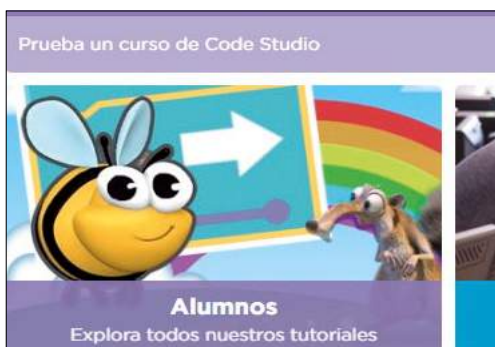 Prueba un curso de Code Studio
Alumnos
Explora todos nuestros tutoriales